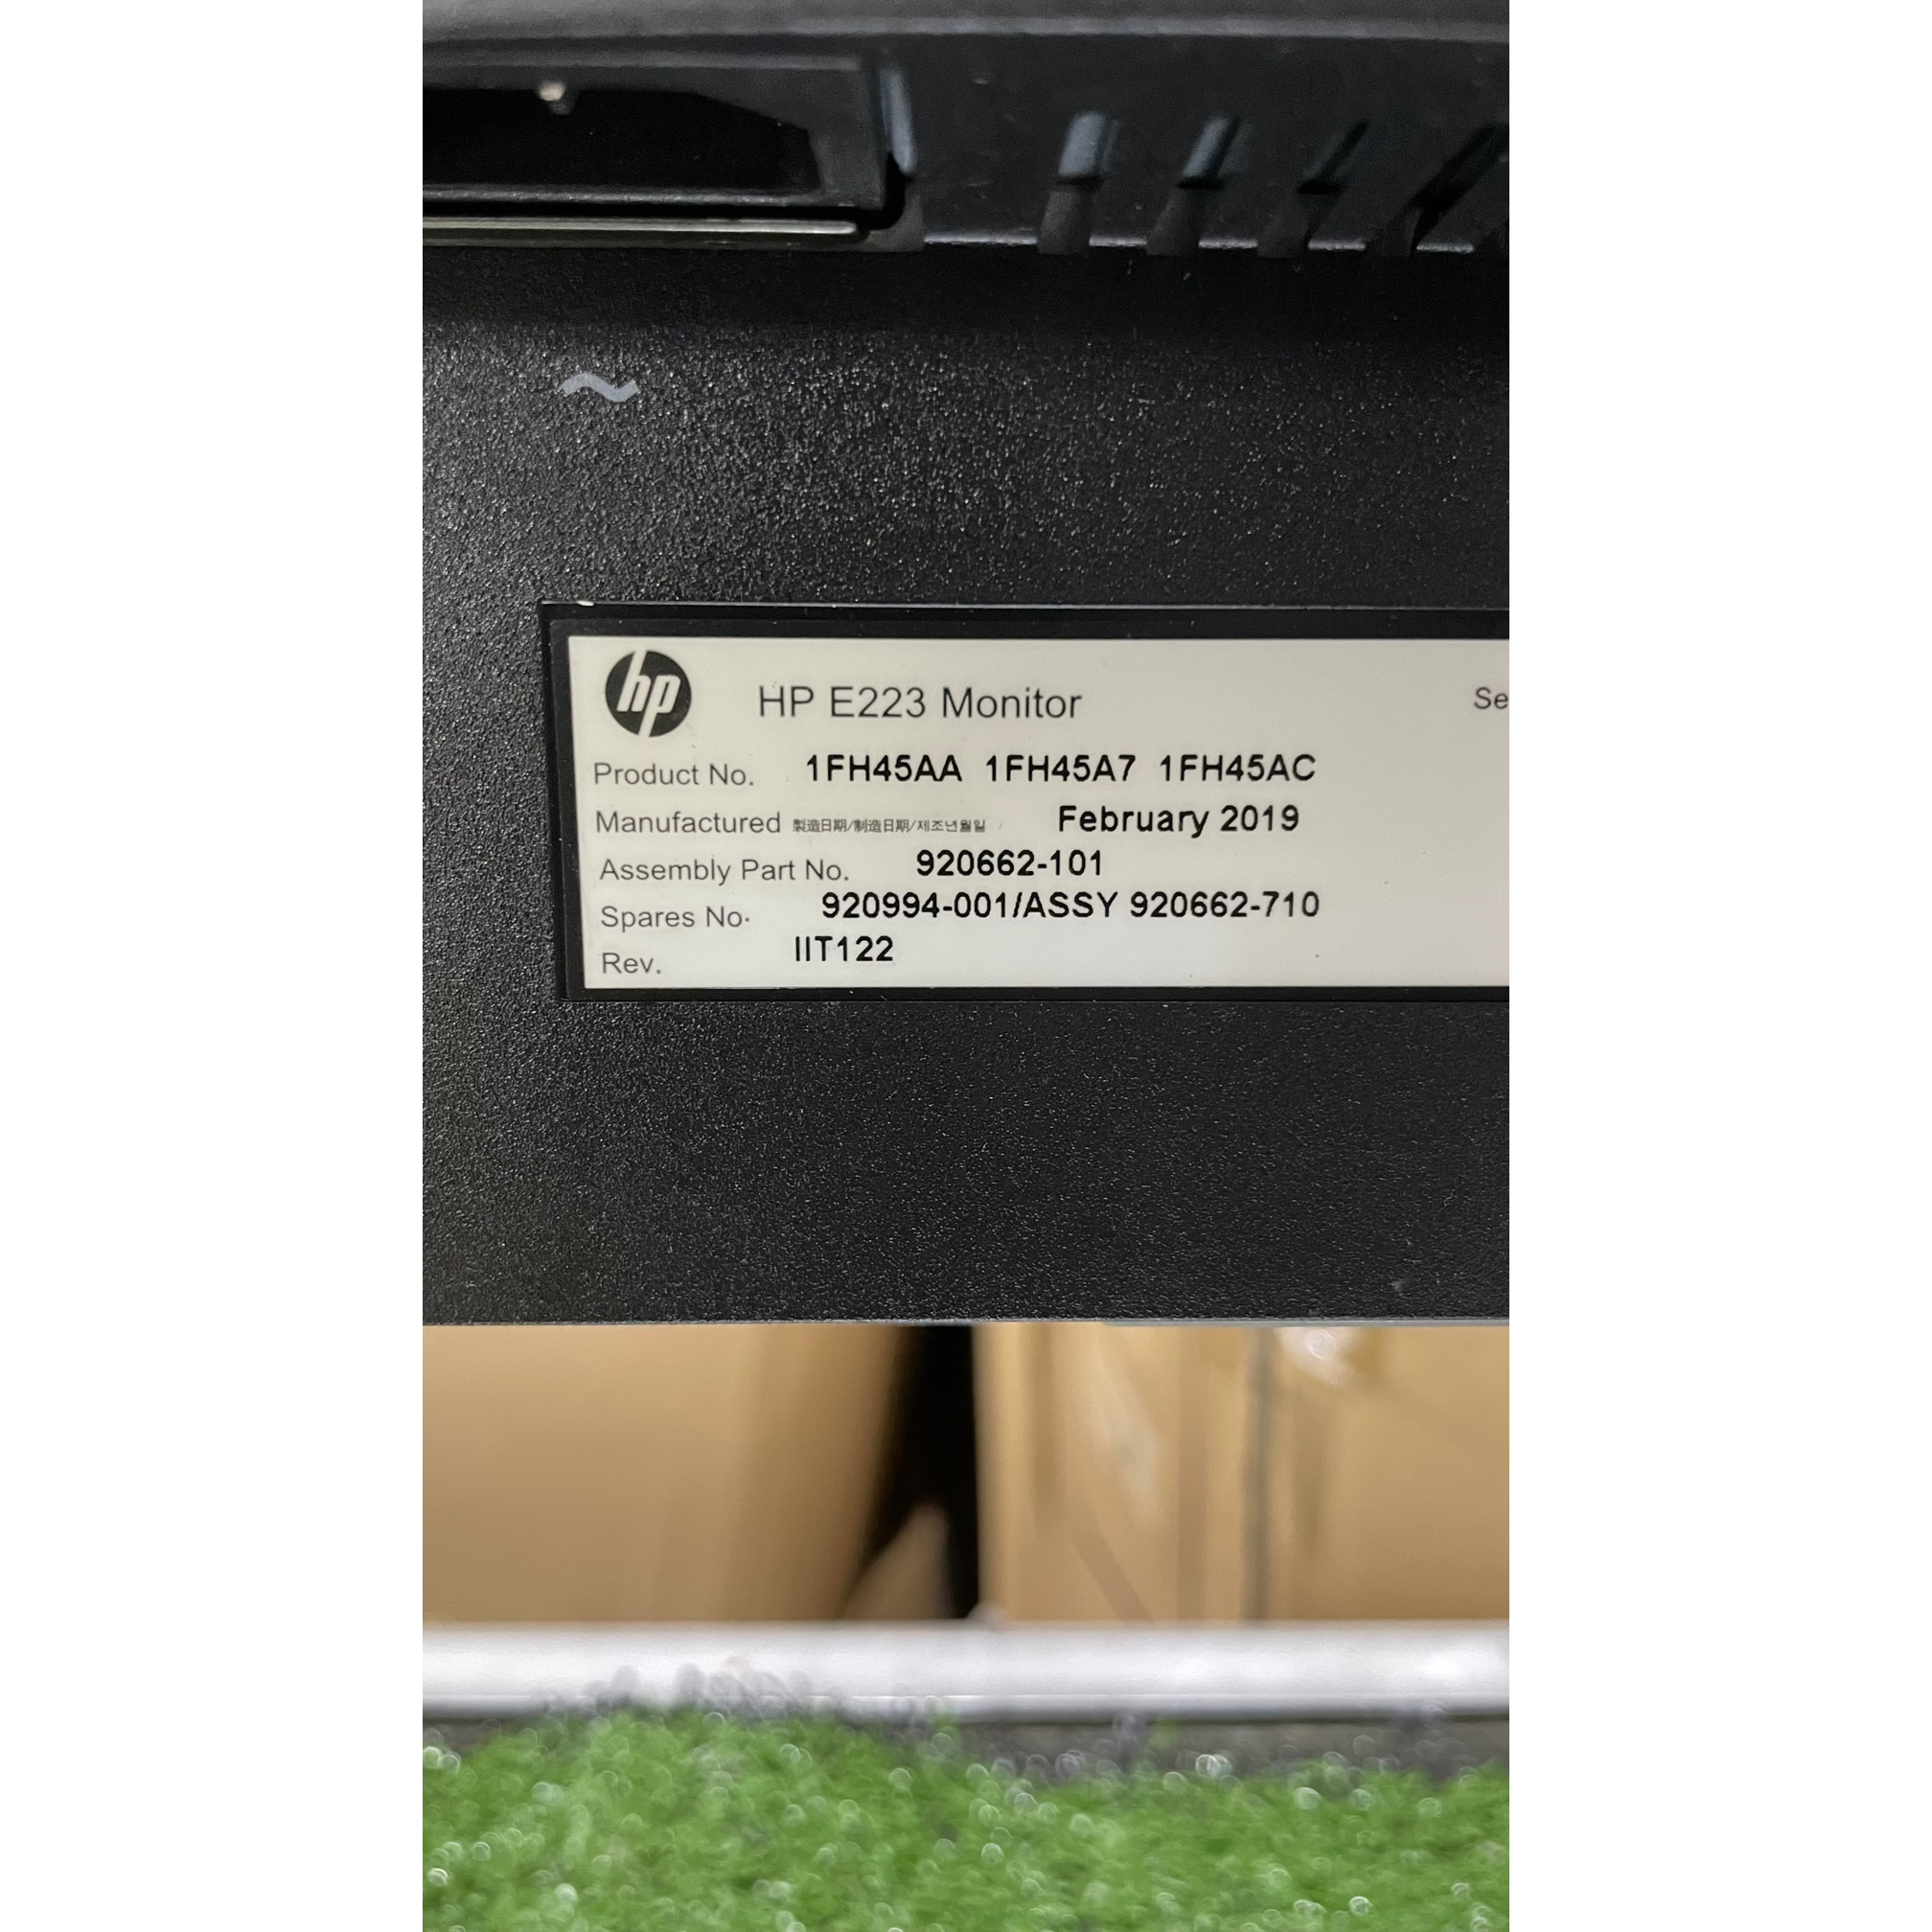 ~
hp HP E223 Monitor Se
Product No. 1FH45AA 1FH45A7 1FH45AC
Manufactured 製造日期/制造日期/제조년월일 February 2019
Assembly Part No. 920662-101
Spares No. 920994-001/ASSY 920662-710
Rev. IIT122